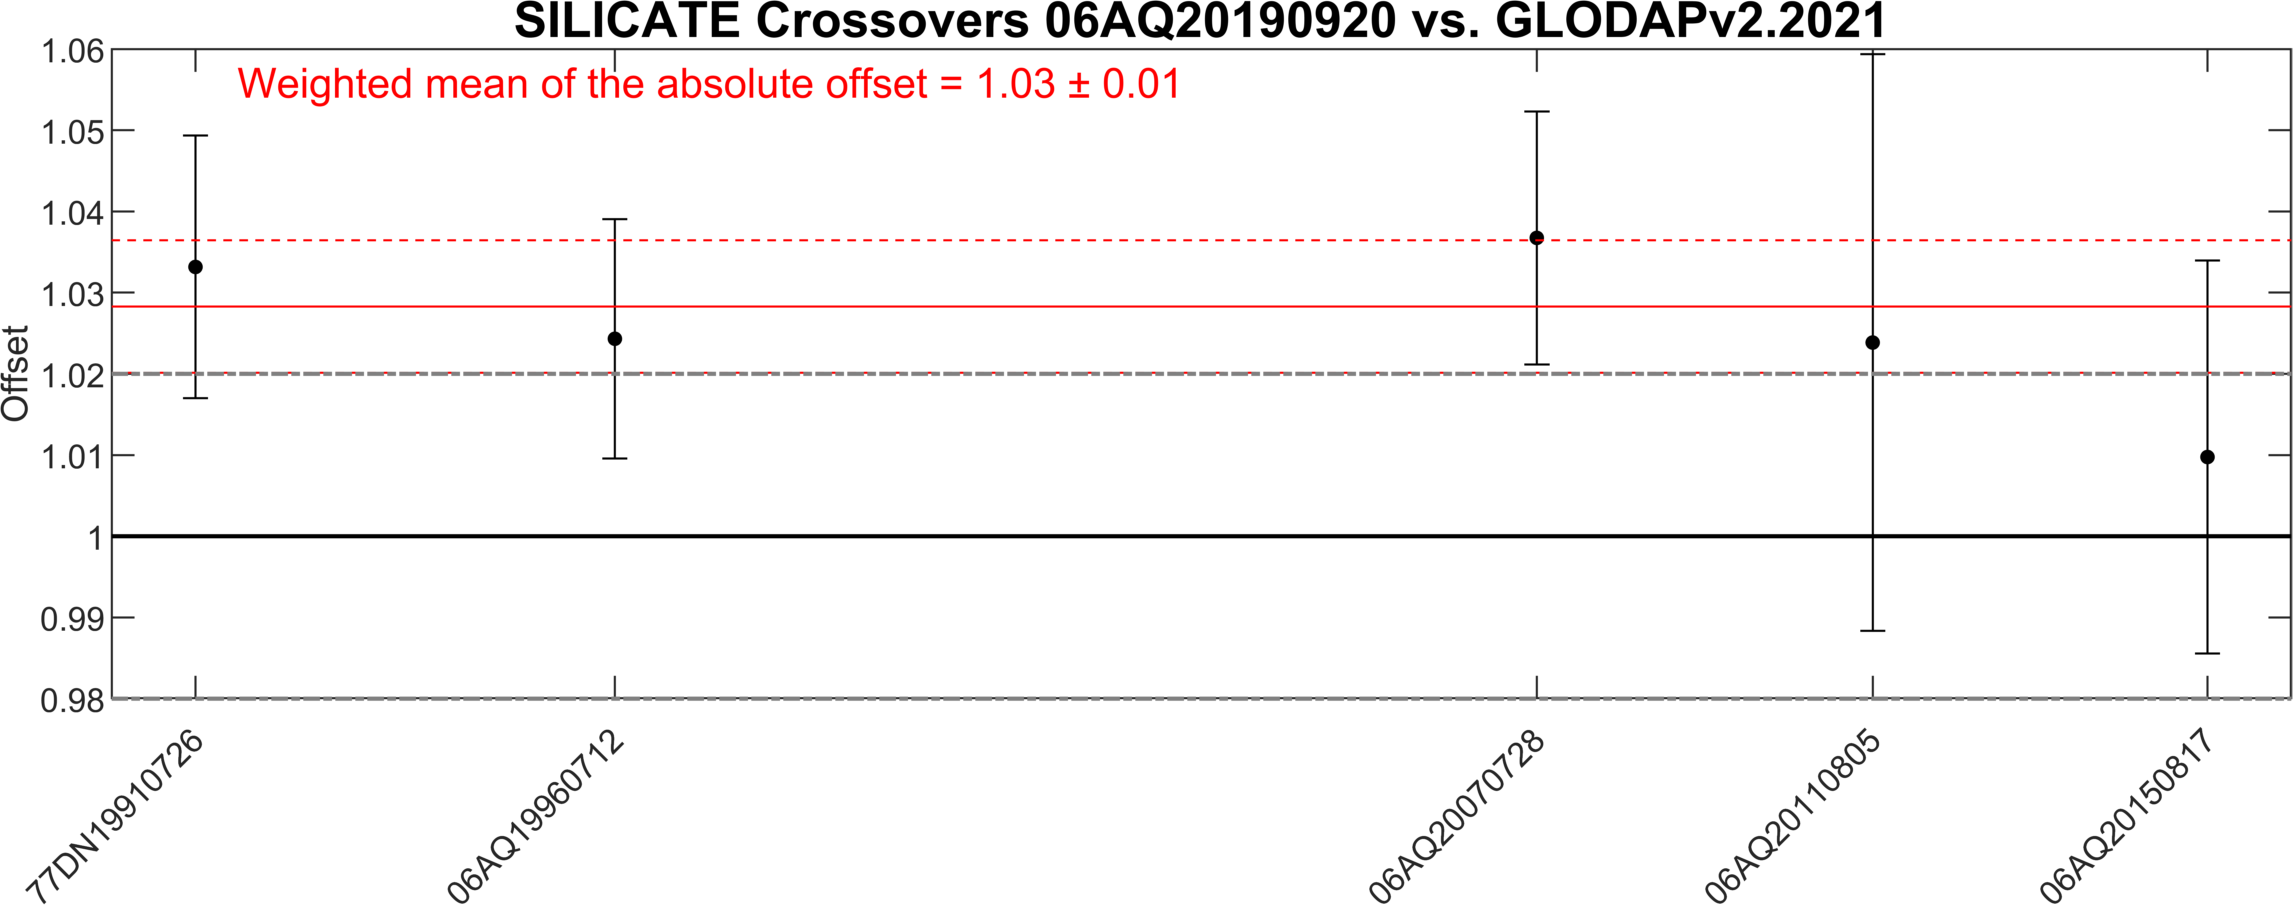 SILICATE Crossovers 06AQ20190920 vs. GLODAPv2.2021
Weighted mean of the absolute offset = 1.03 ± 0.01
Offset
1.06
1.05
1.04
1.03
1.02
1.01
1
0.99
0.98
77DN19910726
06AQ19960712
06AQ20070728
06AQ20110805
06AQ20150817